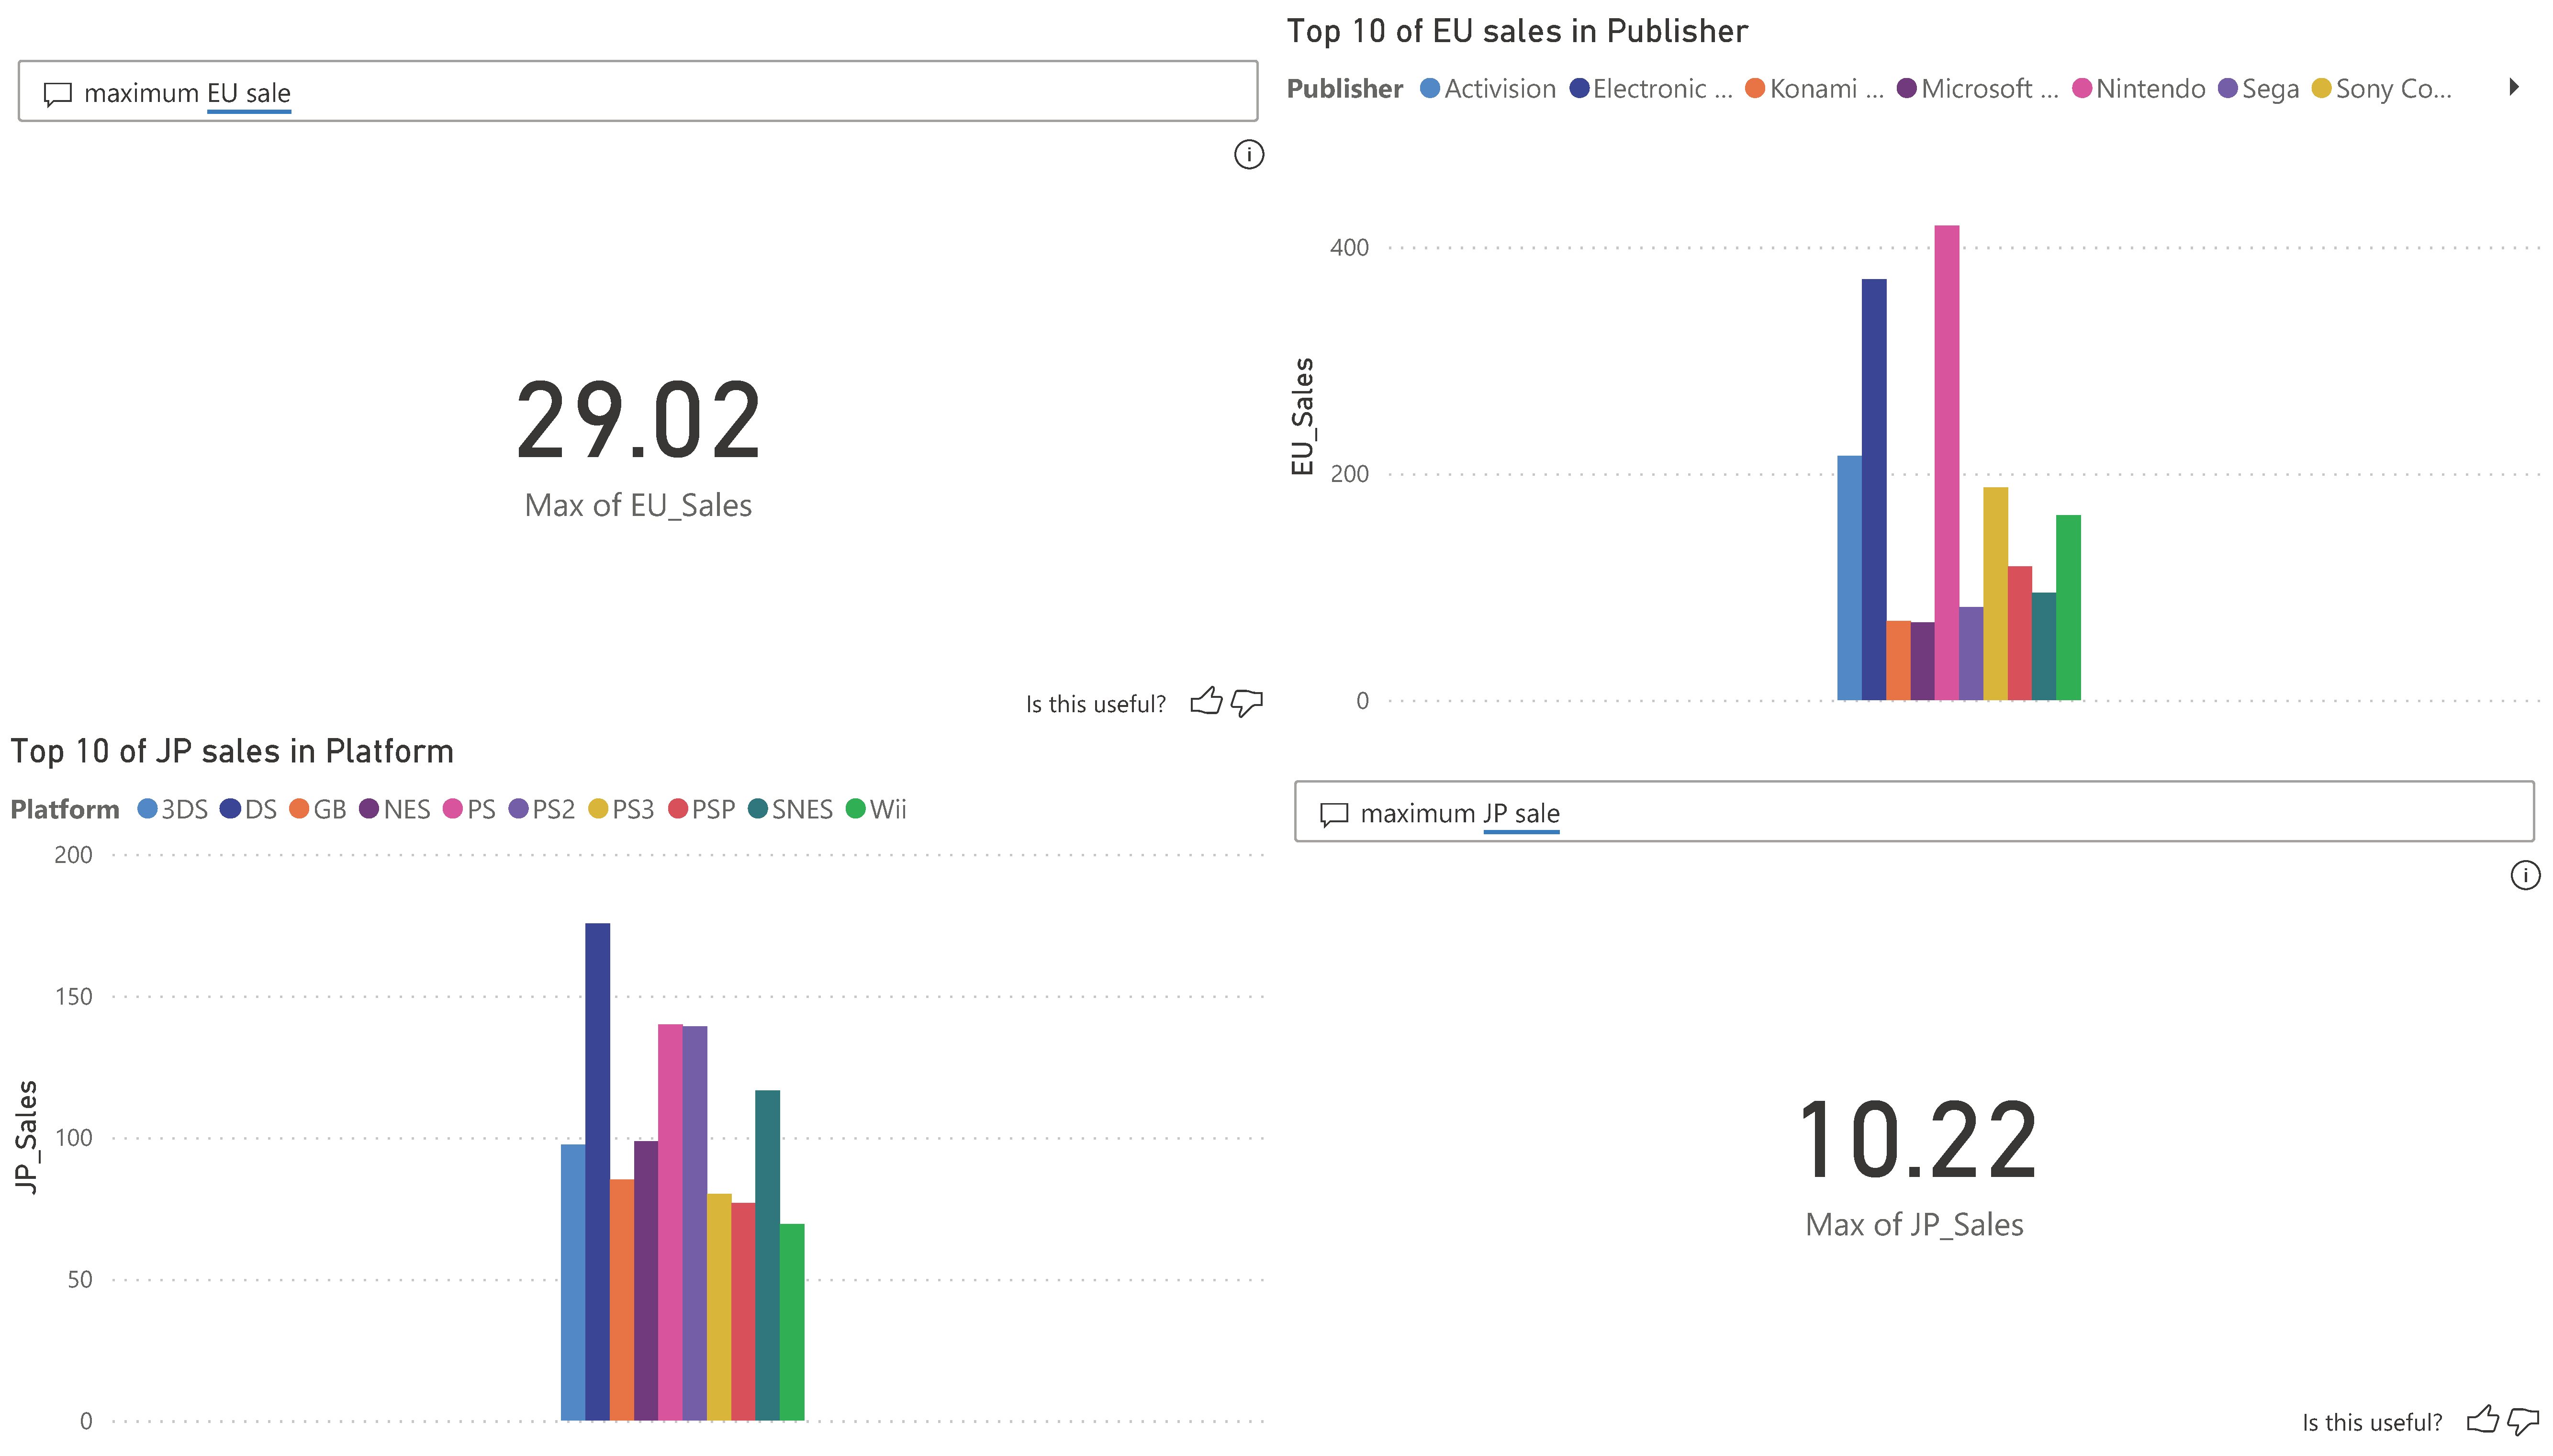 maximum EU sale
29.02
Max of EU_Sales
Is this useful?
Top 10 of EU sales in Publisher
Publisher Activision Electronic ... Konami ... Microsoft ... Nintendo Sega Sony Co...
EU_Sales
400
200
0
Top 10 of JP sales in Platform
Platform 3DS DS GB NES PS PS2 PS3 PSP SNES Wii
JP_Sales
200
150
100
50
0
maximum JP sale
10.22
Max of JP_Sales
Is this useful?